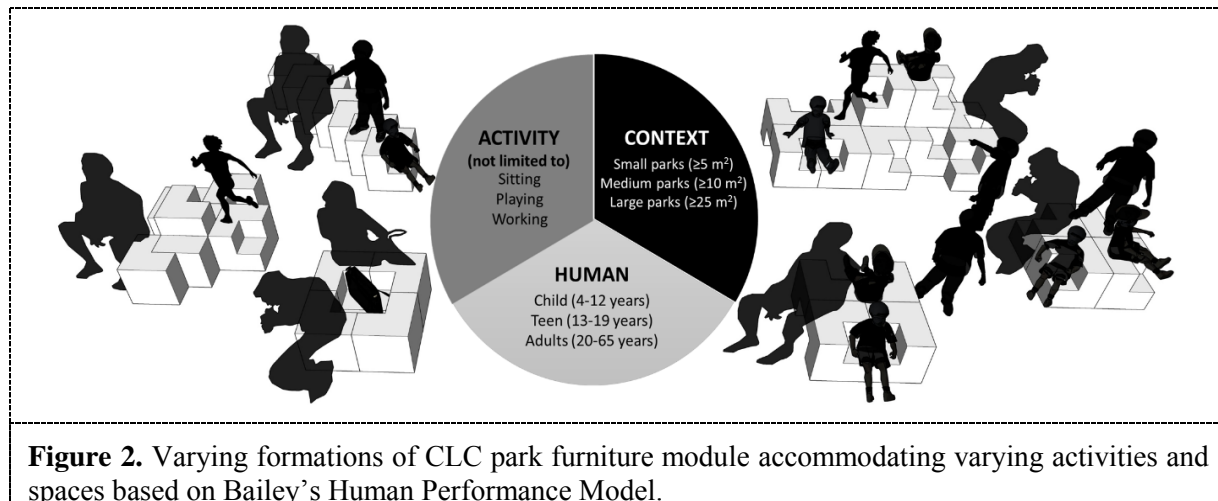 ACTIVITY
(not limited to)
Sitting
Playing
Working
CONTEXT
Small parks (≥5 m²)
Medium parks (≥10 m²)
Large parks (≥25 m²)
HUMAN
Child (4-12 years)
Teen (13-19 years)
Adults (20-65 years)
Figure 2. Varying formations of CLC park furniture module accommodating varying activities and
spaces based on Bailey's Human Performance Model.